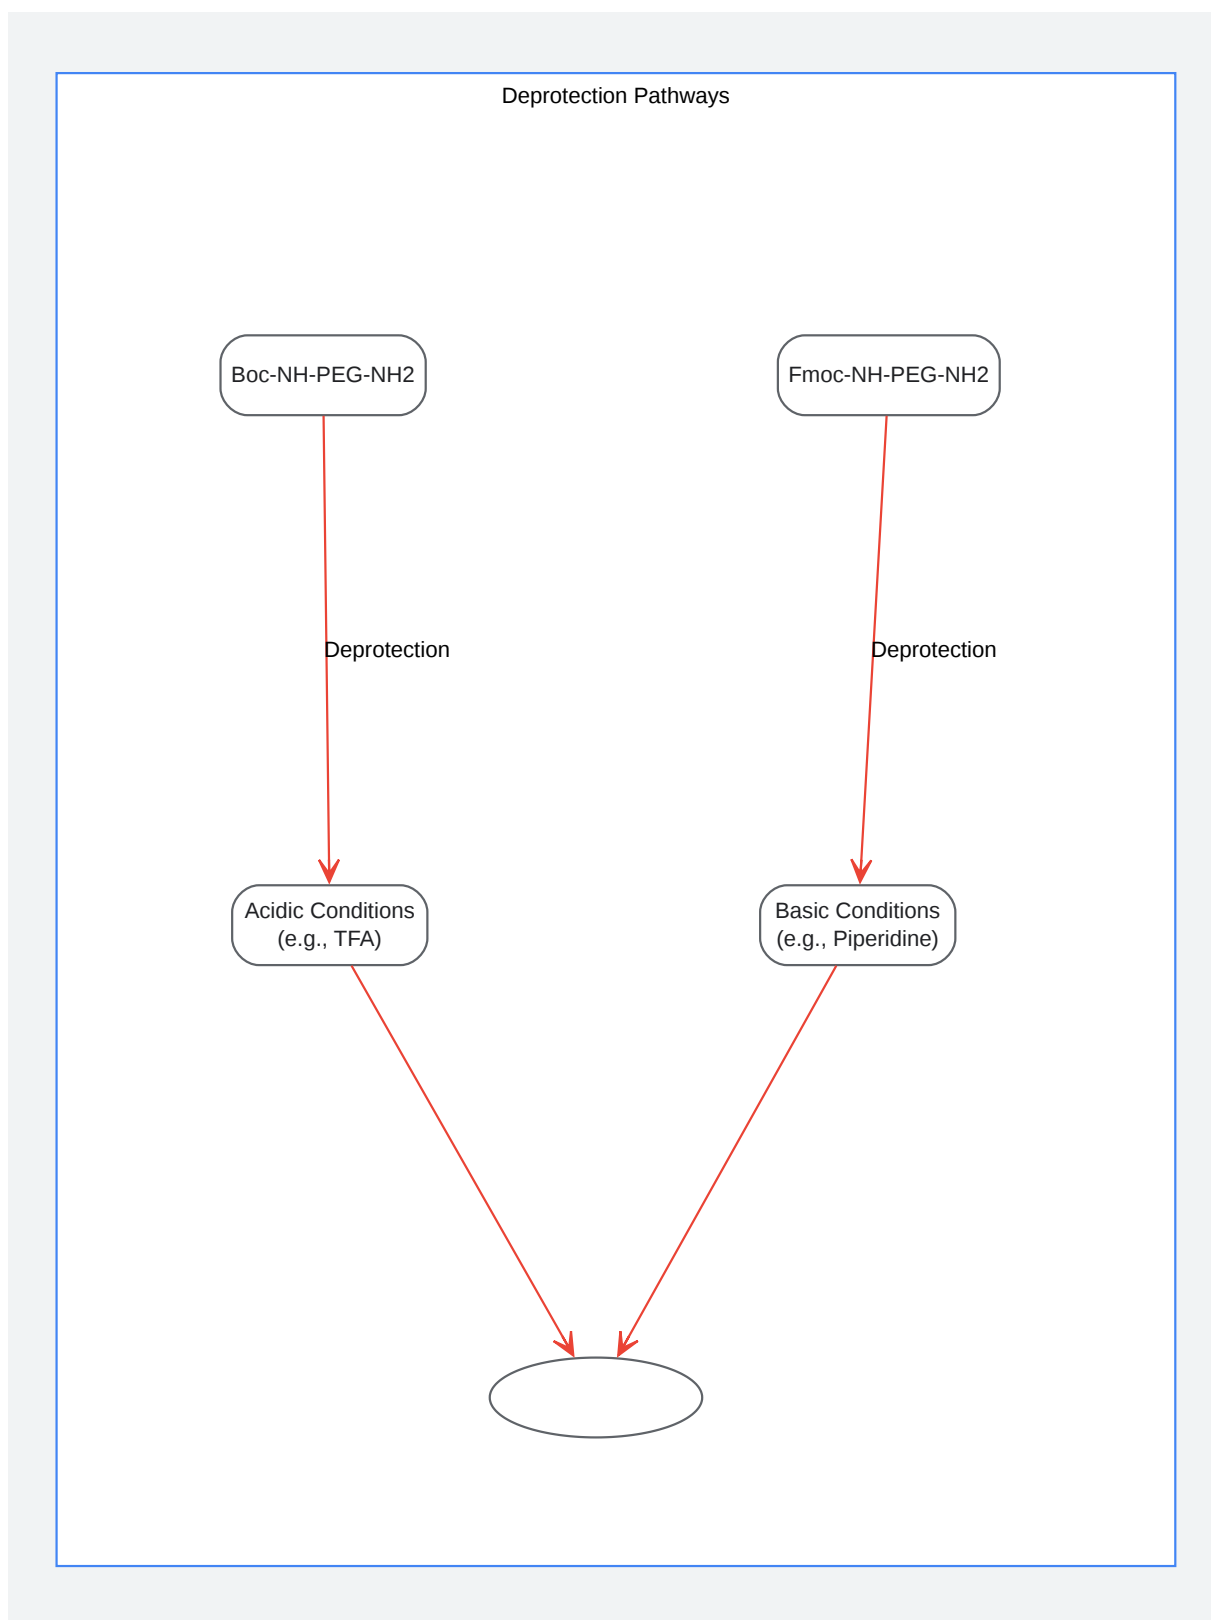 Deprotection Pathways
Boc-NH-PEG-NH2
Fmoc-NH-PEG-NH2
Deprotection
Deprotection
Acidic Conditions
(e.g., TFA)
Basic Conditions
(e.g., Piperidine)